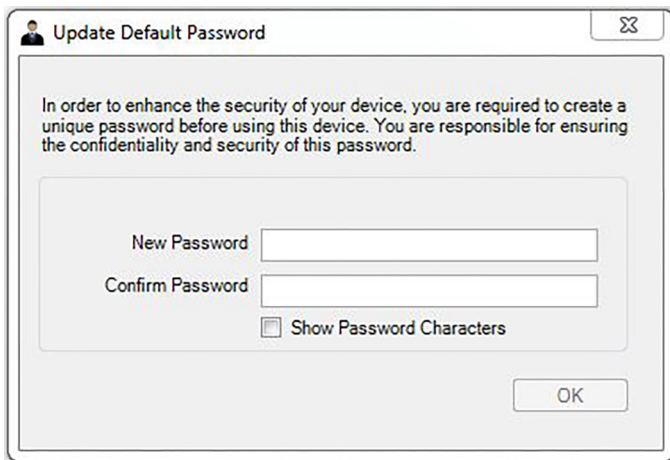 Update Default Password
In order to enhance the security of your device, you are required to create a
unique password before using this device. You are responsible for ensuring
the confidentiality and security of this password.
New Password
Confirm Password
Show Password Characters
OK